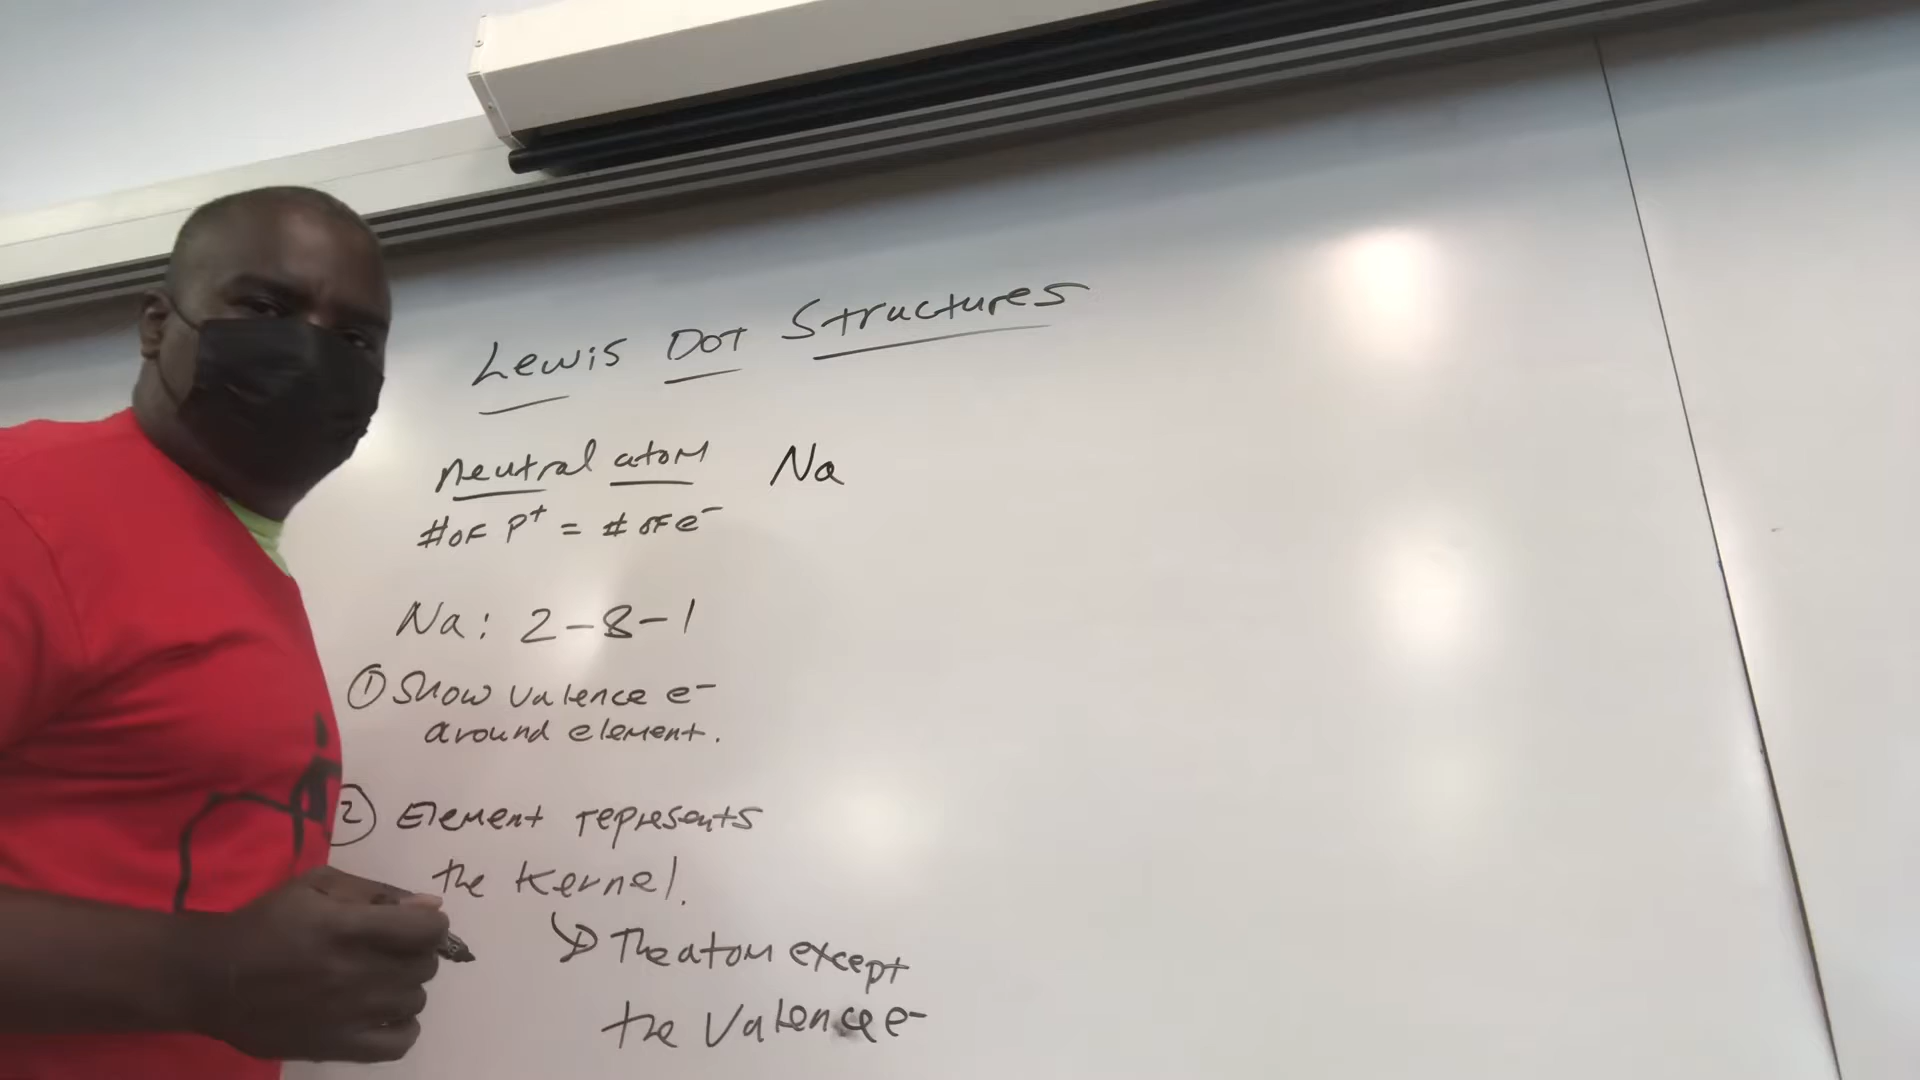 Lewis Dot Structures
Neutral atom Na
# of P⁺ = # of e⁻
Na: 2-8-1
① Show valence e⁻
around element.
② Element represents
the Kernel.
↳ The atom except
the Valence e⁻